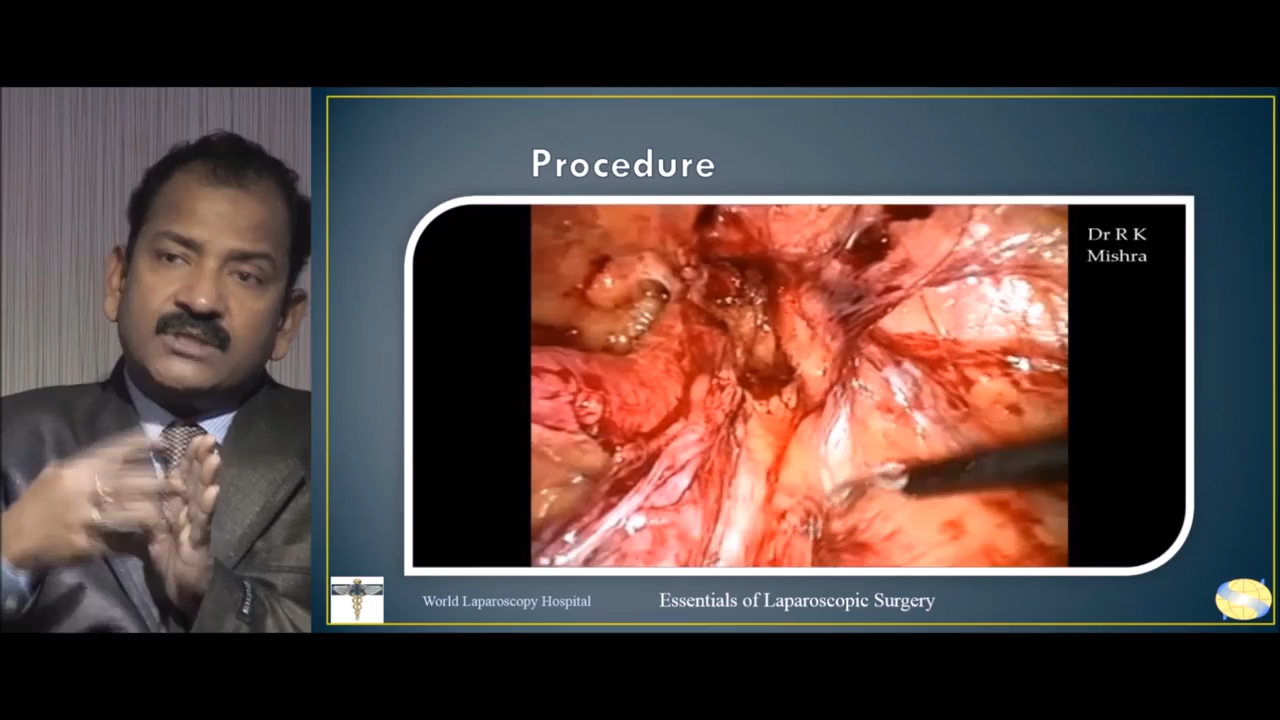 Procedure
Dr R K
Mishra
World Laparoscopy Hospital
Essentials of Laparoscopic Surgery